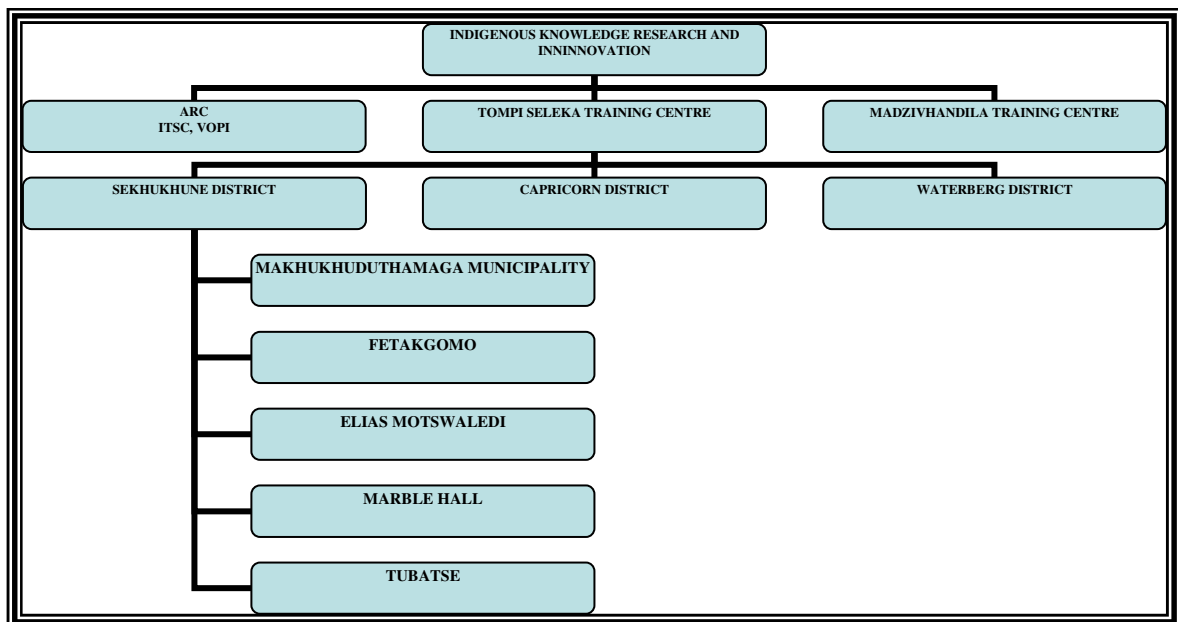 INDIGENOUS KNOWLEDGE RESEARCH AND
INNINNOVATION
ARC
ITSC, VOPI
TOMPI SELEKA TRAINING CENTRE
MADZIVHANDILA TRAINING CENTRE
SEKHUKHUNE DISTRICT
CAPRICORN DISTRICT
WATERBERG DISTRICT
MAKHUKHUDUTHAMAGA MUNICIPALITY
FETAKGOMO
ELIAS MOTSWALEDI
MARBLE HALL
TUBATSE